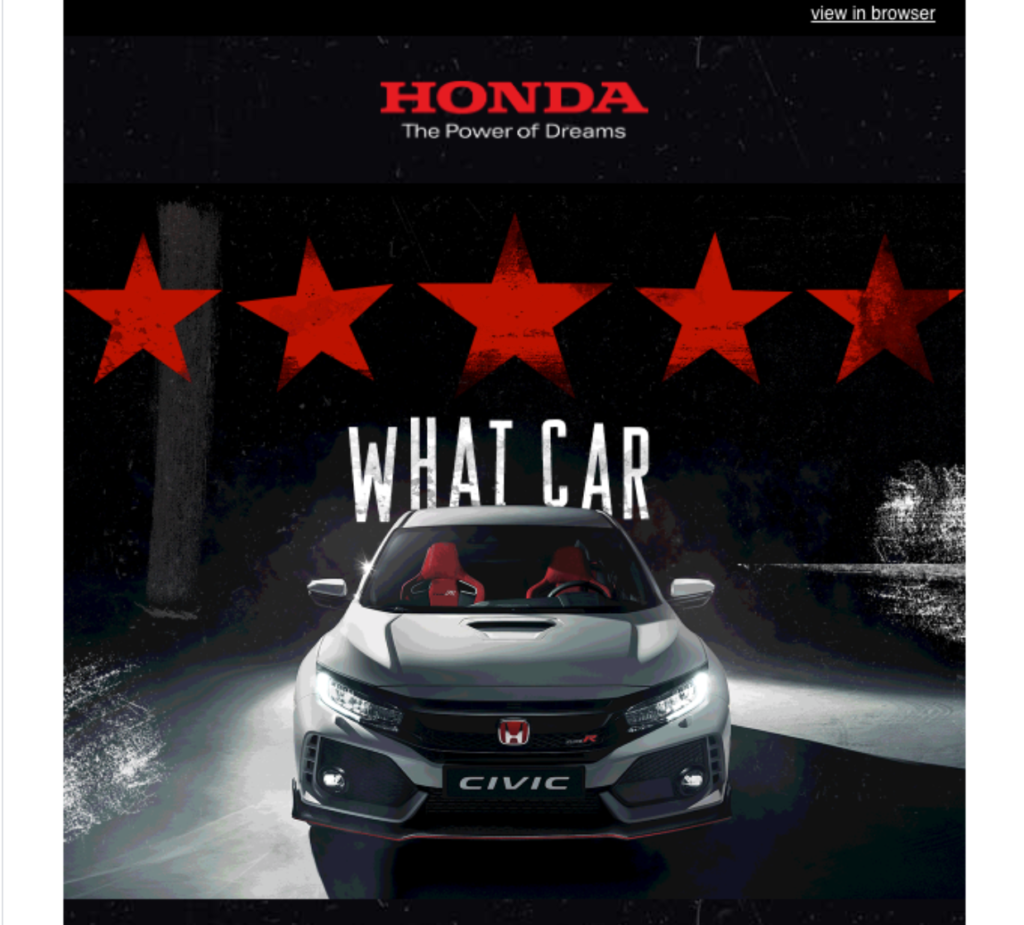 view in browser
HONDA
The Power of Dreams
WHAT CAR
R
CIVIC